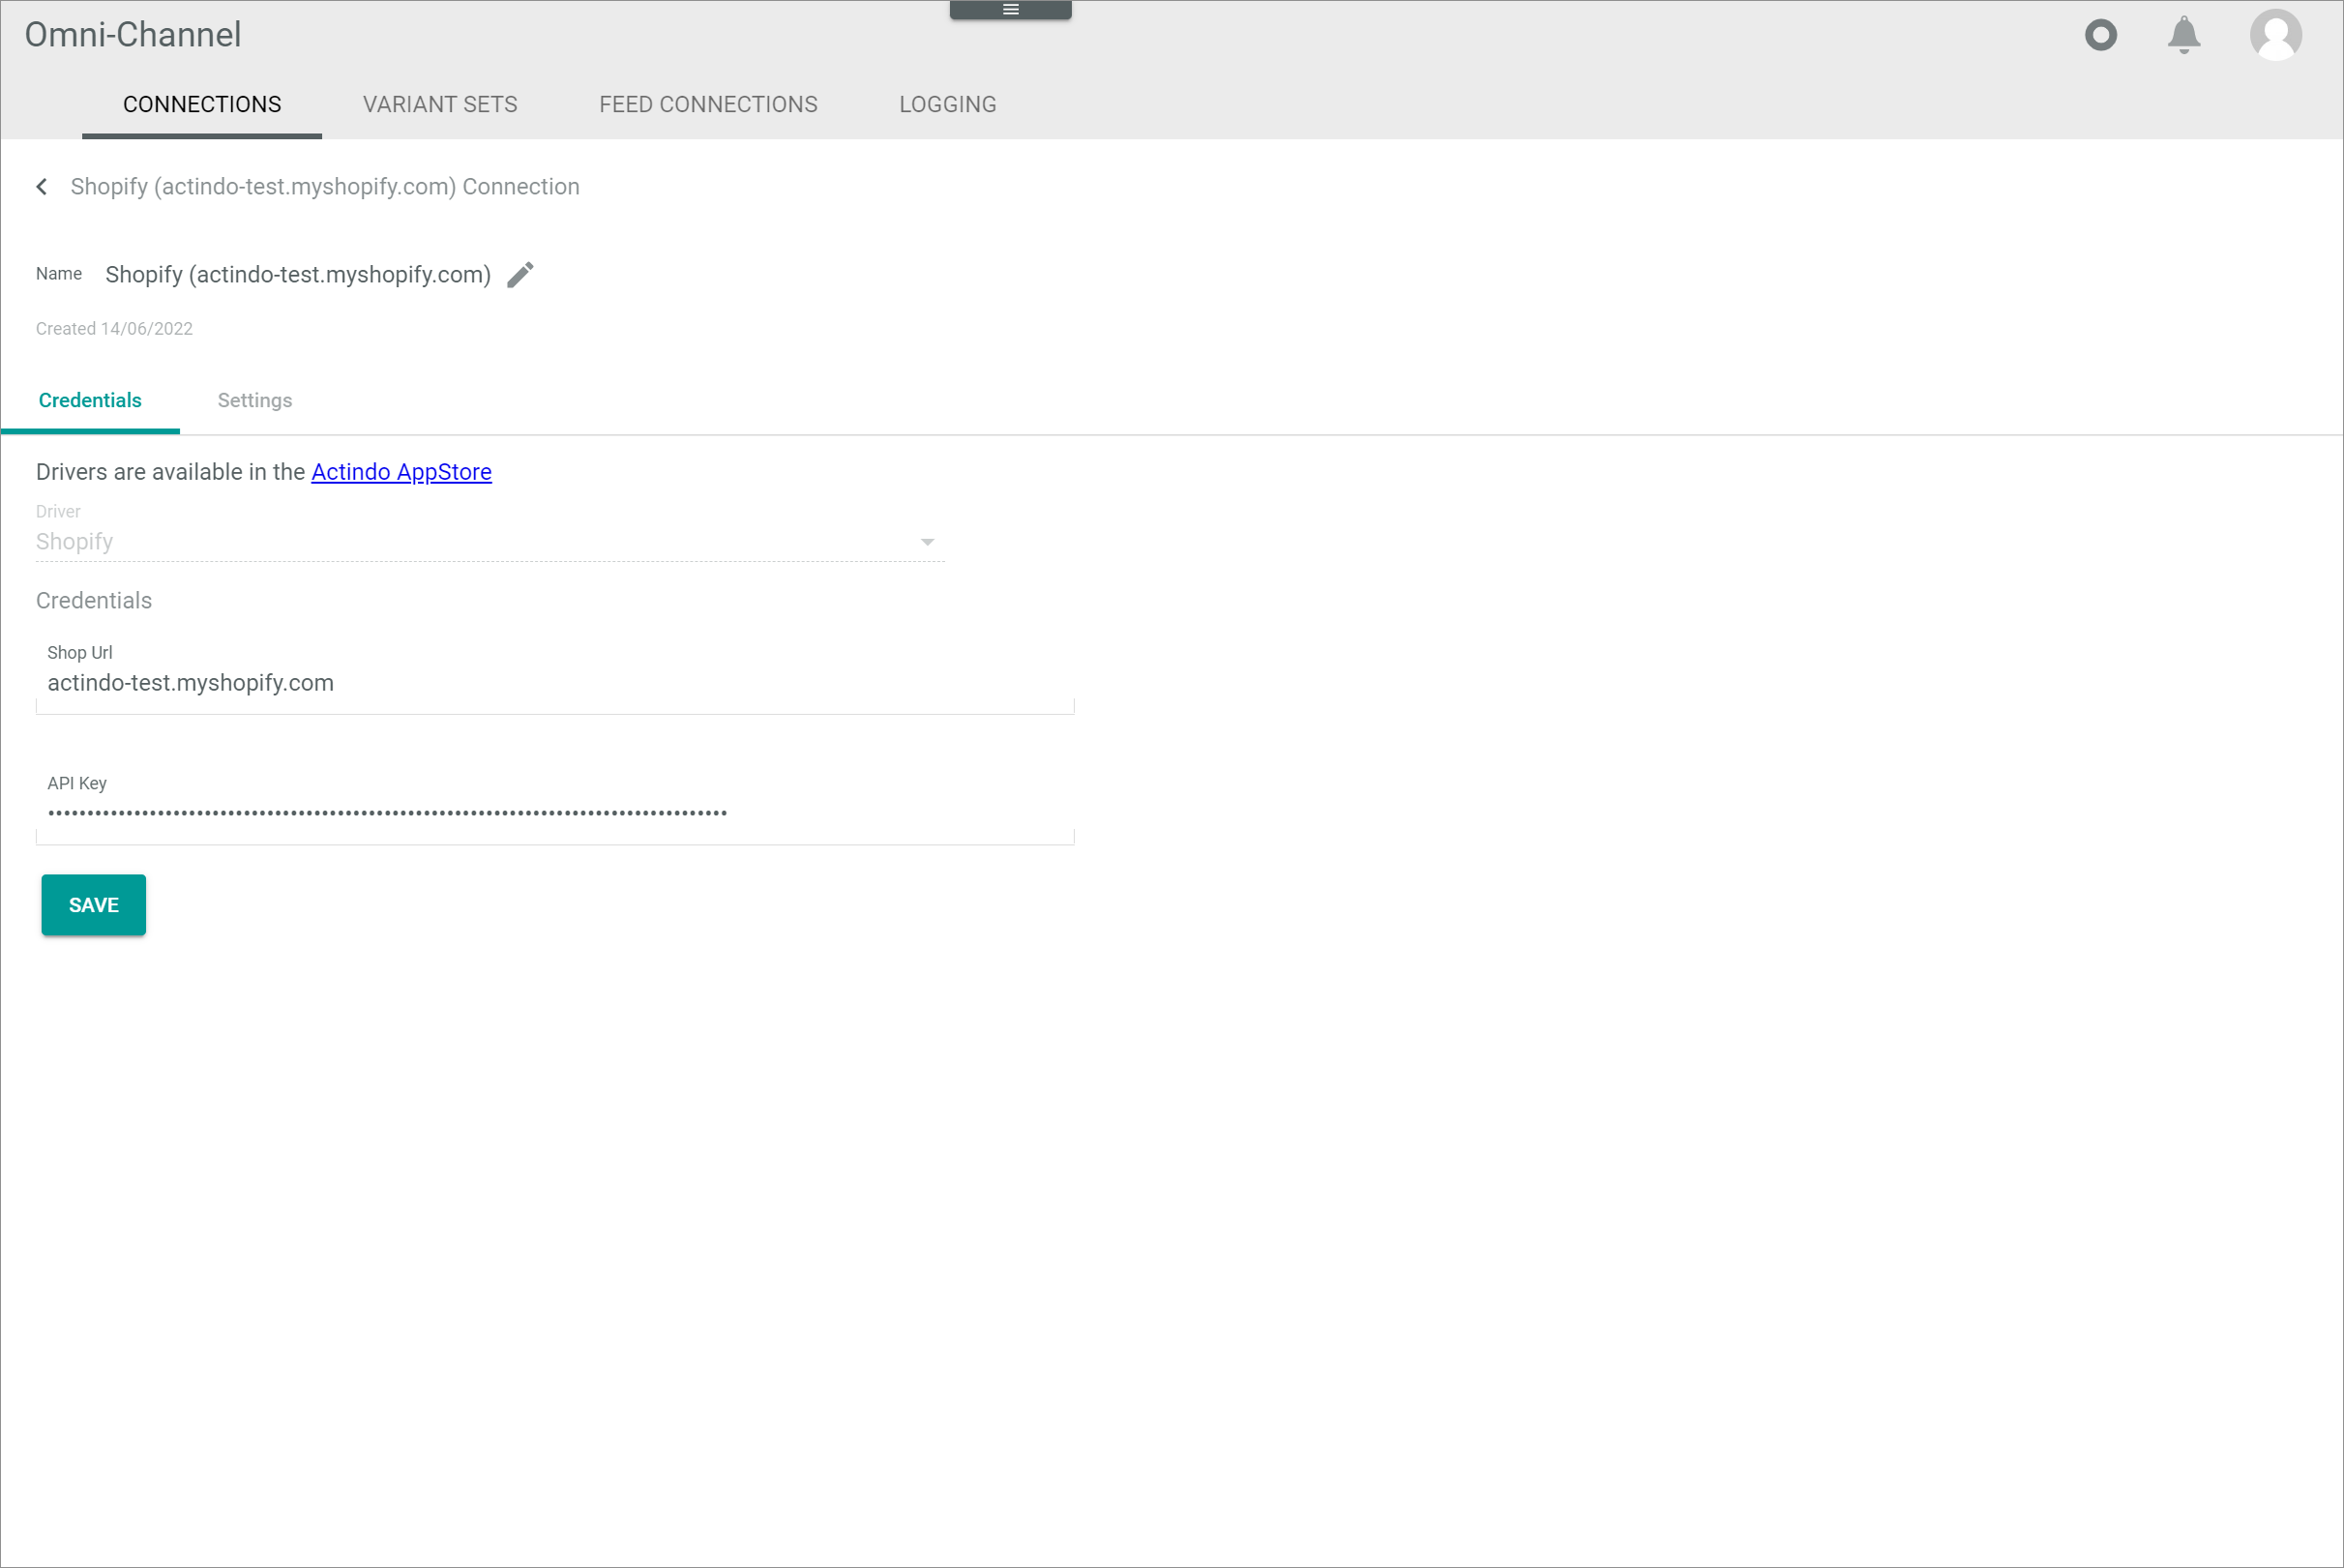 Omni-Channel
CONNECTIONS VARIANT SETS FEED CONNECTIONS LOGGING
Shopify (actindo-test.myshopify.com) Connection
Name Shopify (actindo-test.myshopify.com)
Created 14/06/2022
Credentials Settings
Drivers are available in the Actindo AppStore
Driver
Shopify
Credentials
Shop Url
actindo-test.myshopify.com
API Key
SAVE